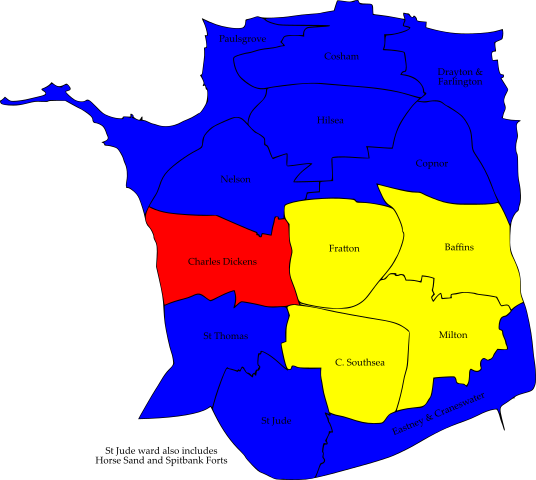 Paulsgrove
Cosham
Drayton &
Farlington
Hilsea
Copnor
Nelson
Fratton
Baffins
Charles Dickens
St Thomas
Milton
C. Southsea
Eastney & Craneswater
St Jude
St Jude ward also includes
Horse Sand and Spitbank Forts